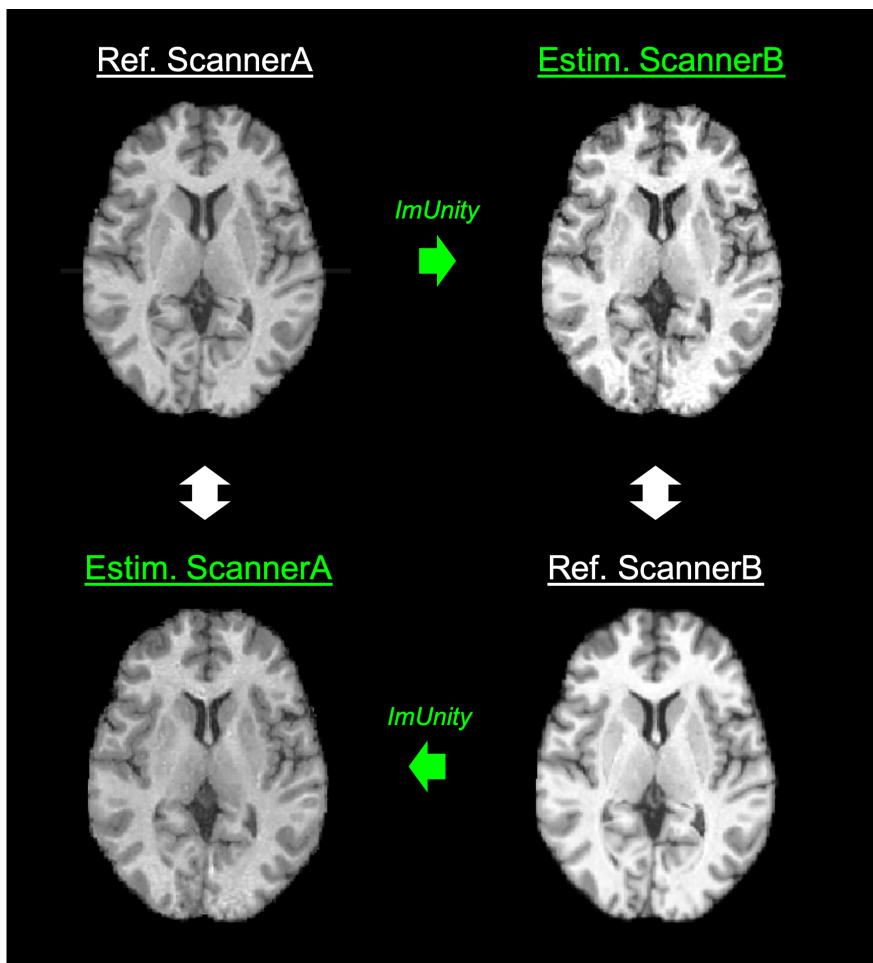 Ref. ScannerA
Estim. ScannerB
ImUnity
Estim. ScannerA
Ref. ScannerB
ImUnity